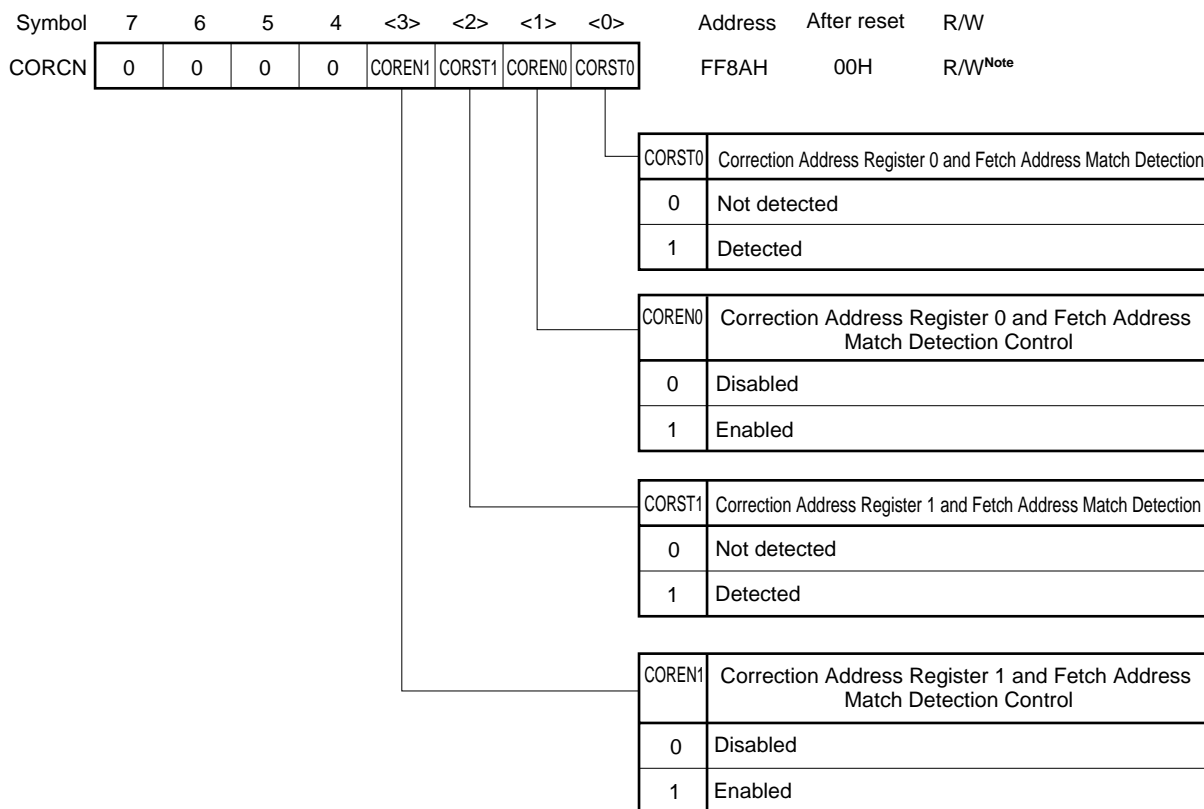 Symbol 7 6 5 4 <3> <2> <1> <0> Address After reset R/W
CORCN 0 0 0 0 COREN1 CORST1 COREN0 CORST0 FF8AH 00H R/WNote
CORST0 Correction Address Register 0 and Fetch Address Match Detection
0 Not detected
1 Detected
COREN0 Correction Address Register 0 and Fetch Address
Match Detection Control
0 Disabled
1 Enabled
CORST1 Correction Address Register 1 and Fetch Address Match Detection
0 Not detected
1 Detected
COREN1 Correction Address Register 1 and Fetch Address
Match Detection Control
0 Disabled
1 Enabled